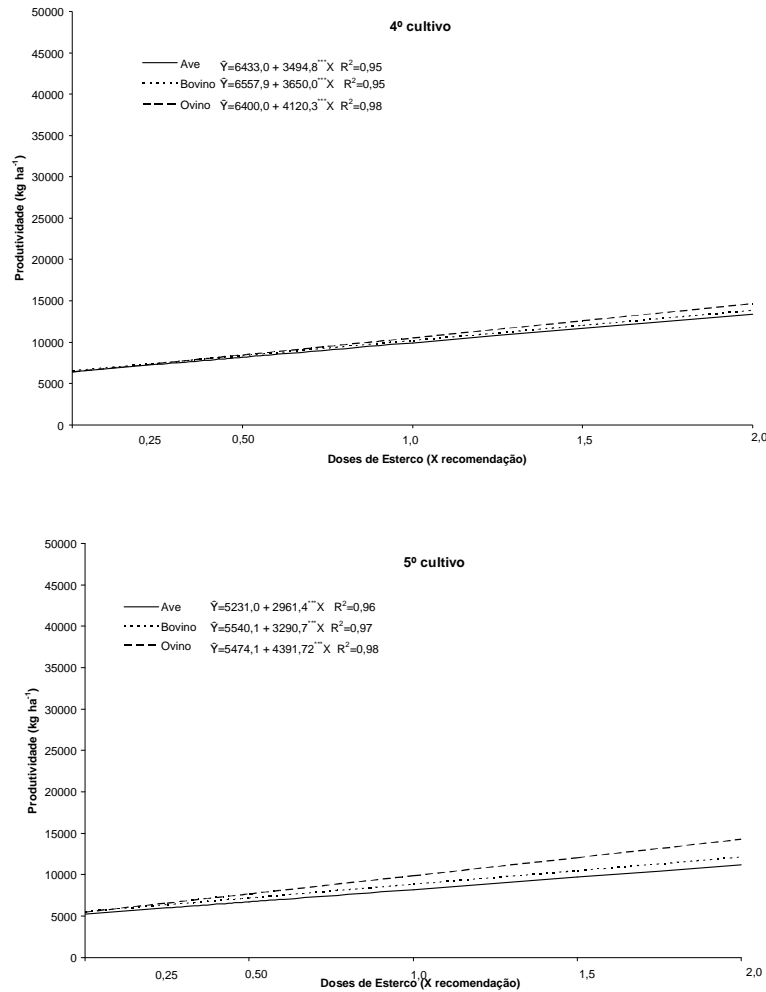 4º cultivo
Ave Ŷ=6433,0 + 3494,8***X R²=0,95
Bovino Ŷ=6557,9 + 3650,0***X R²=0,95
Ovino Ŷ=6400,0 + 4120,3***X R²=0,98
Produtividade (kg ha⁻¹)
50000
45000
40000
35000
30000
25000
20000
15000
10000
5000
0
0,25 0,50 1,0 1,5 2,0
Doses de Esterco (X recomendação)
5º cultivo
Ave Ŷ=5231,0 + 2961,4***X R²=0,96
Bovino Ŷ=5540,1 + 3290,7***X R²=0,97
Ovino Ŷ=5474,1 + 4391,72***X R²=0,98
Produtividade (kg ha⁻¹)
50000
45000
40000
35000
30000
25000
20000
15000
10000
5000
0
0,25 0,50 1,0 1,5 2,0
Doses de Esterco (X recomendação)